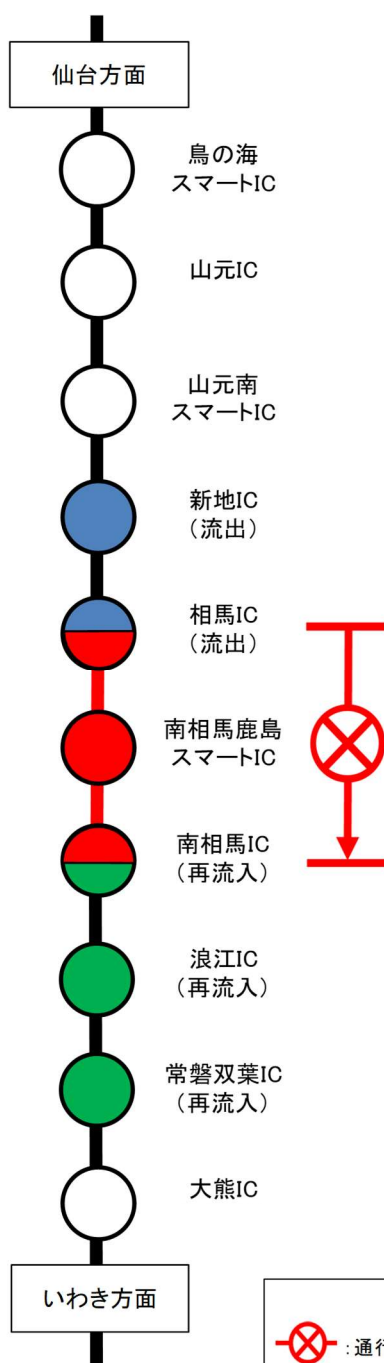 仙台方面
鳥の海
スマートIC
山元IC
山元南
スマートIC
新地IC
(流出)
相馬IC
(流出)
南相馬鹿島
スマートIC
南相馬IC
(再流入)
浪江IC
(再流入)
常磐双葉IC
(再流入)
大熊IC
いわき方面
:通行